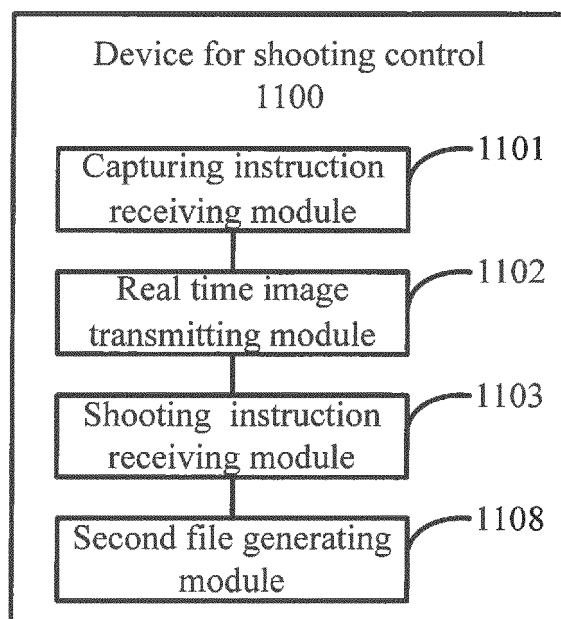 Device for shooting control
1100
Capturing instruction
receiving module
1101
Real time image
transmitting module
1102
Shooting instruction
receiving module
1103
Second file generating
module
1108